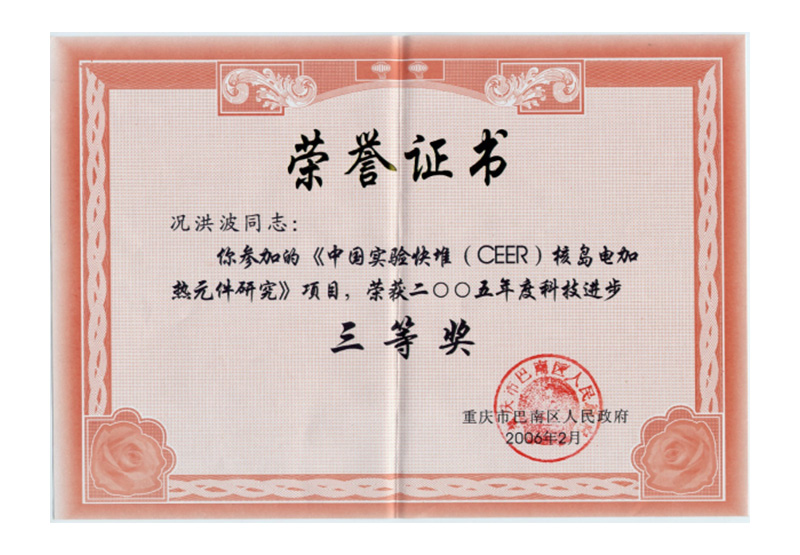 荣誉证书
况洪波同志：
你参加的《中国实验快堆（CEER）核岛电加
热元件研究》项目，荣获二〇〇五年度科技进步
三等奖
重庆市巴南区人民政府
2006年2月